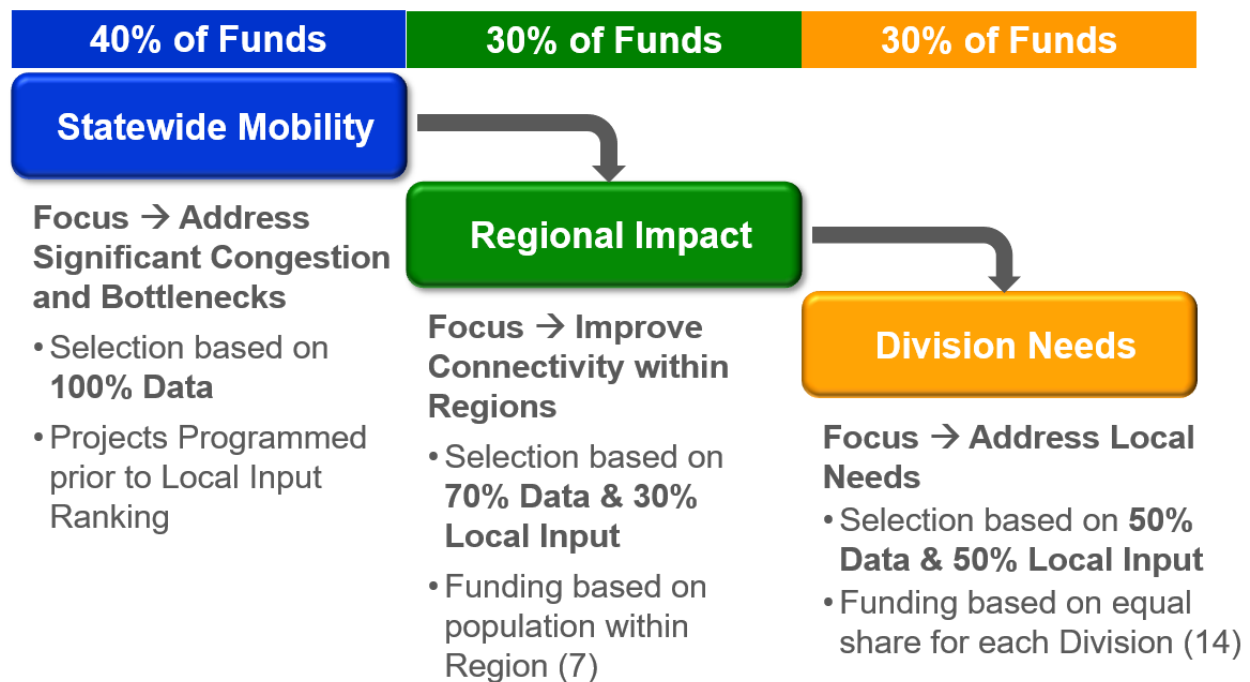 40% of Funds
30% of Funds
30% of Funds
Statewide Mobility
Focus → Address
Significant Congestion
and Bottlenecks
• Selection based on
100% Data
• Projects Programmed
prior to Local Input
Ranking
Regional Impact
Focus → Improve
Connectivity within
Regions
• Selection based on
70% Data & 30%
Local Input
• Funding based on
population within
Region (7)
Division Needs
Focus → Address Local
Needs
• Selection based on 50%
Data & 50% Local Input
• Funding based on equal
share for each Division (14)